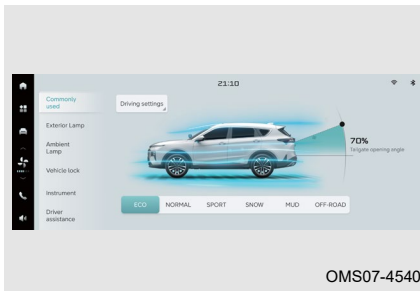 21:10
Commonly
used
Driving settings
Exterior Lamp
Ambient
Lamp
Vehicle lock
Instrument
Driver
assistance
70%
Tailgate opening angle
ECO NORMAL SPORT SNOW MUD OFF-ROAD
OMS07-4540